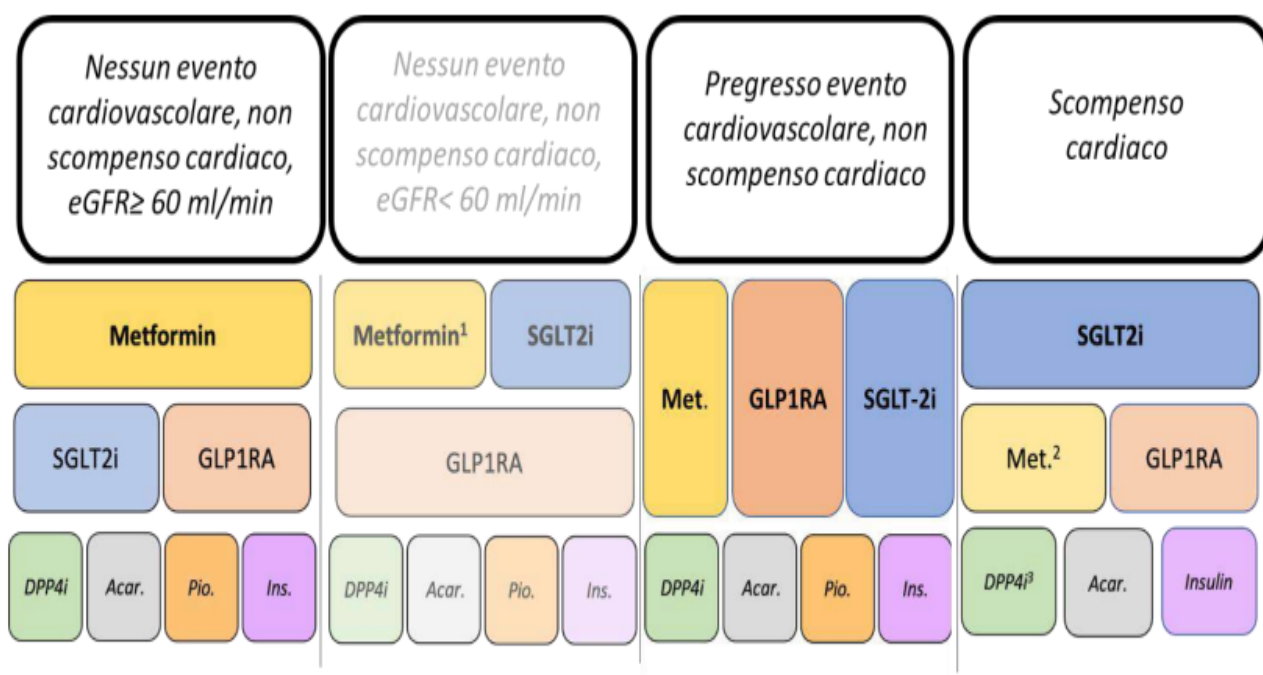 Nessun evento
cardiovascolare, non
scompenso cardiaco,
eGFR≥ 60 ml/min
Nessun evento
cardiovascolare, non
scompenso cardiaco,
eGFR< 60 ml/min
Pregresso evento
cardiovascolare, non
scompenso cardiaco
Scompenso
cardiaco
Metformin
SGLT2i
GLP1RA
DPP4i
Acar.
Pio.
Ins.
Metformin¹
SGLT2i
GLP1RA
DPP4i
Acar.
Pio.
Ins.
Met.
GLP1RA
SGLT-2i
DPP4i
Acar.
Pio.
Ins.
SGLT2i
Met.²
GLP1RA
DPP4i³
Acar.
Insulin